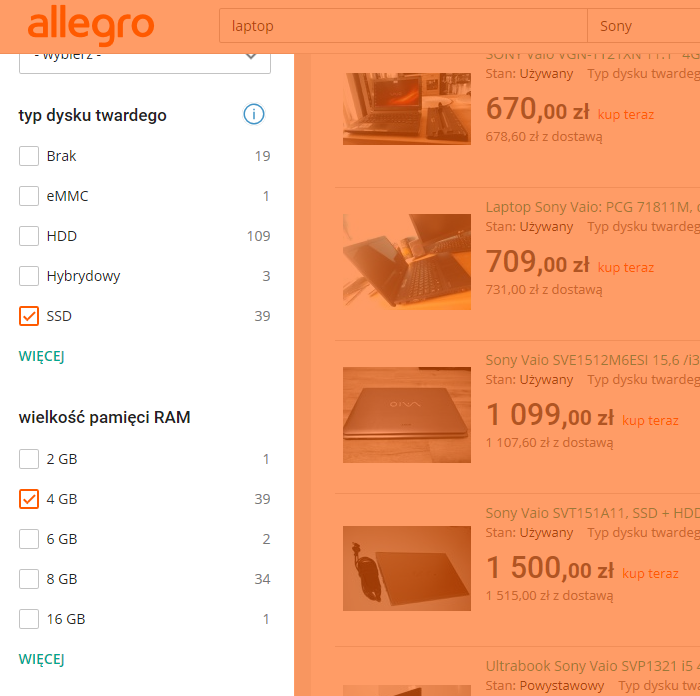 allegro
laptop
Sony
- wybierz -
typ dysku twardego
Brak 19
eMMC 1
HDD 109
Hybrydowy 3
SSD 39
WIĘCEJ
wielkość pamięci RAM
2 GB 1
4 GB 39
6 GB 2
8 GB 34
16 GB 1
WIĘCEJ
Stan: Używany Typ dysku twardeg
670,00 zł kup teraz
678,60 zł z dostawą
Laptop Sony Vaio: PCG 71811M,
Stan: Używany Typ dysku twardeg
709,00 zł kup teraz
731,00 zł z dostawą
Sony Vaio SVE1512M6ESI 15,6 /i3
Stan: Używany Typ dysku twardeg
1 099,00 zł kup teraz
1 107,60 zł z dostawą
VAIO
Sony Vaio SVT151A11, SSD + HDD
Stan: Używany Typ dysku twardeg
1 500,00 zł kup teraz
1 515,00 zł z dostawą
Ultrabook Sony Vaio SVP1321 i5 4
Stan: Powystawowy Typ dysku twa